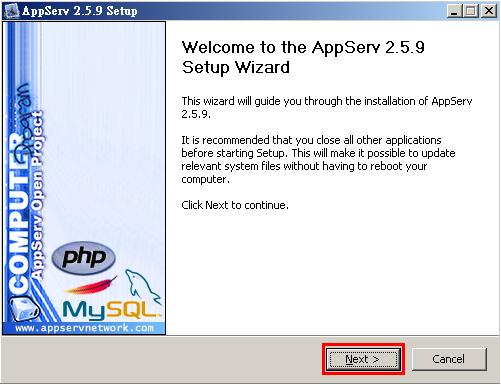 AppServ 2.5.9 Setup
Welcome to the AppServ 2.5.9
Setup Wizard
This wizard will guide you through the installation of AppServ
2.5.9.
It is recommended that you close all other applications
before starting Setup. This will make it possible to update
relevant system files without having to reboot your
computer.
Click Next to continue.
COMPUTER
Program
AppServ Open Project
php
MySQL
www.appservnetwork.com
Next >
Cancel